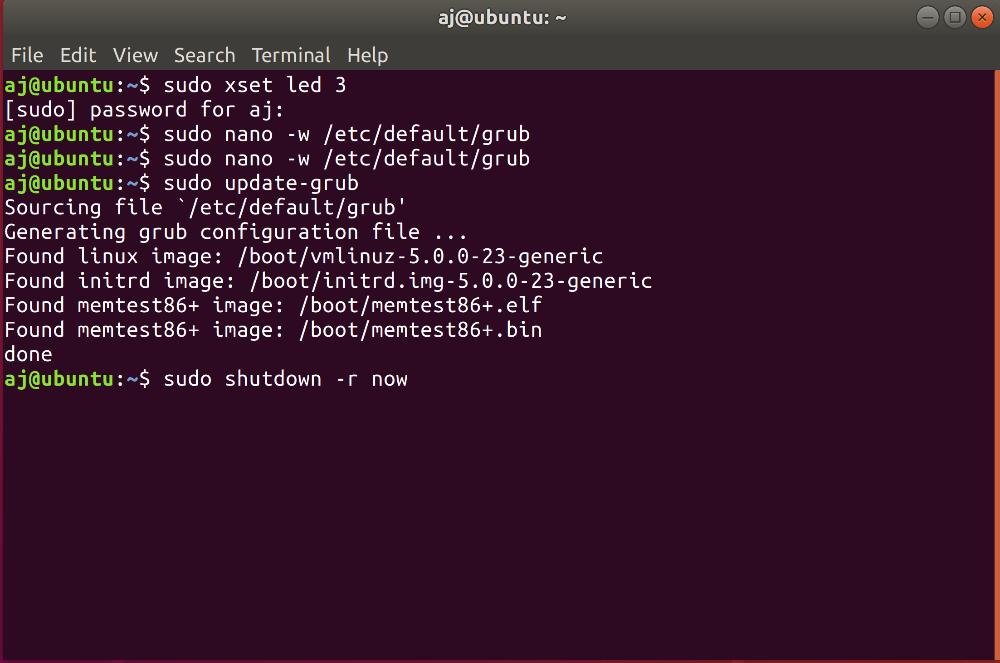 aj@ubuntu: ~
File Edit View Search Terminal Help
aj@ubuntu:~$ sudo xset led 3
[sudo] password for aj:
aj@ubuntu:~$ sudo nano -w /etc/default/grub
aj@ubuntu:~$ sudo nano -w /etc/default/grub
aj@ubuntu:~$ sudo update-grub
Sourcing file `/etc/default/grub'
Generating grub configuration file ...
Found linux image: /boot/vmlinuz-5.0.0-23-generic
Found initrd image: /boot/initrd.img-5.0.0-23-generic
Found memtest86+ image: /boot/memtest86+.elf
Found memtest86+ image: /boot/memtest86+.bin
done
aj@ubuntu:~$ sudo shutdown -r now